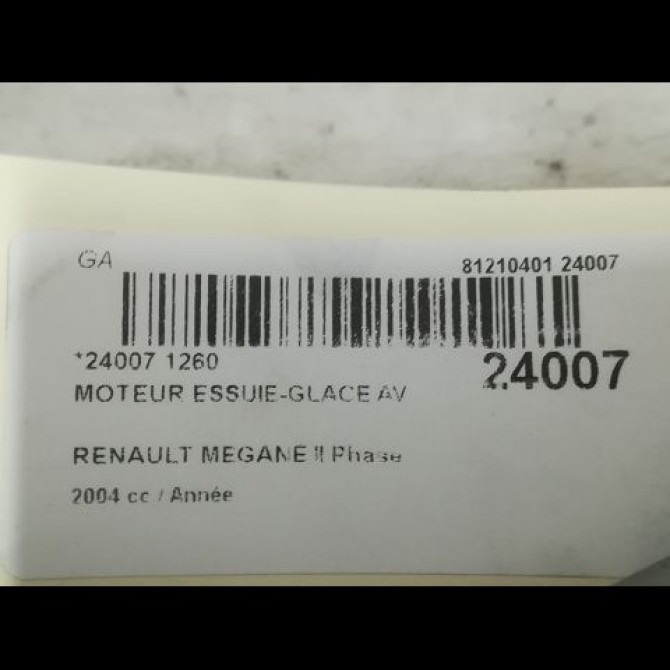 GA
81210401 24007
*24007 1260
24007
MOTEUR ESSUIE-GLACE AV
RENAULT MEGANE II Phase
2004 cc / Année